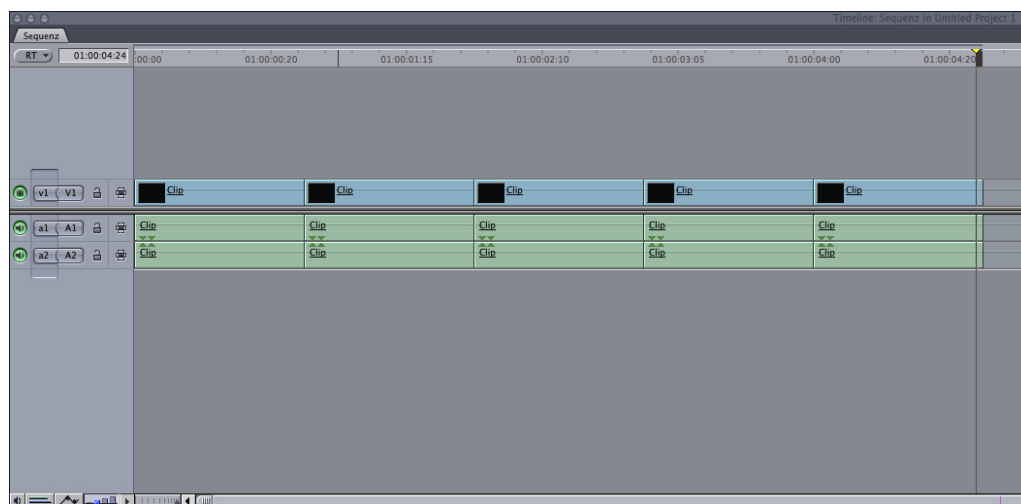 Timeline: Sequenz in Untitled Project 1
Sequenz
RT 01:00:04:24 :00:00 01:00:00:20 01:00:01:15 01:00:02:10 01:00:03:05 01:00:04:00 01:00:04:20
v1 V1 Clip Clip Clip Clip Clip
a1 A1 Clip Clip Clip Clip Clip
a2 A2 Clip Clip Clip Clip Clip